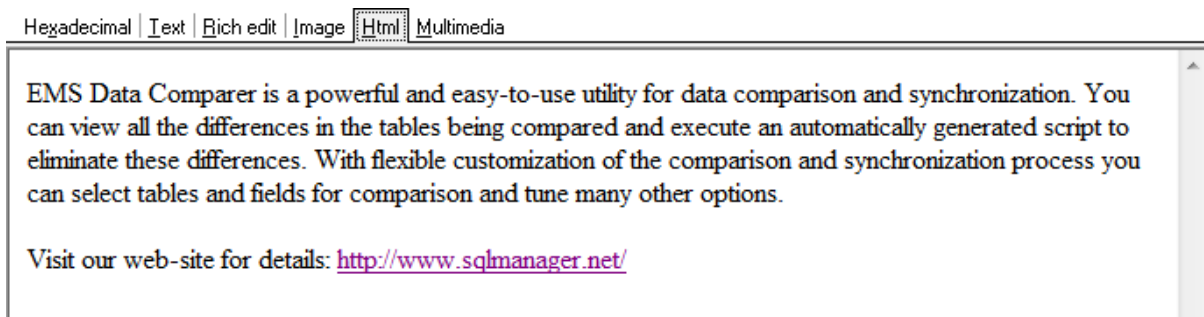 Hexadecimal | Text | Rich edit | Image | Html | Multimedia
EMS Data Comparer is a powerful and easy-to-use utility for data comparison and synchronization. You
can view all the differences in the tables being compared and execute an automatically generated script to
eliminate these differences. With flexible customization of the comparison and synchronization process you
can select tables and fields for comparison and tune many other options.
Visit our web-site for details: http://www.sqlmanager.net/